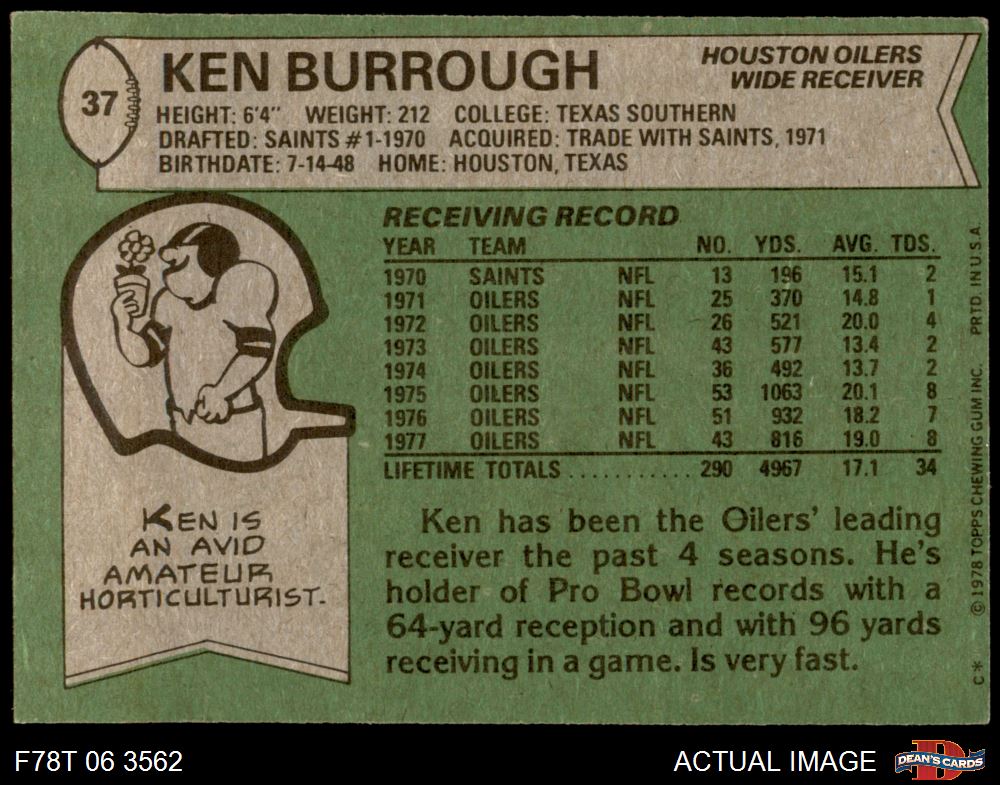 37
KEN BURROUGH
HOUSTON OILERS
WIDE RECEIVER
HEIGHT: 6'4" WEIGHT: 212 COLLEGE: TEXAS SOUTHERN
DRAFTED: SAINTS #1-1970 ACQUIRED: TRADE WITH SAINTS, 1971
BIRTHDATE: 7-14-48 HOME: HOUSTON, TEXAS
RECEIVING RECORD
YEAR TEAM NO. YDS. AVG. TDS.
1970 SAINTS NFL 13 196 15.1 2
1971 OILERS NFL 25 370 14.8 1
1972 OILERS NFL 26 521 20.0 4
1973 OILERS NFL 43 577 13.4 2
1974 OILERS NFL 36 492 13.7 2
1975 OILERS NFL 53 1063 20.1 8
1976 OILERS NFL 51 932 18.2 7
1977 OILERS NFL 43 816 19.0 8
LIFETIME TOTALS .......... 290 4967 17.1 34
KEN IS
AN AVID
AMATEUR
HORTICULTURIST.
Ken has been the Oilers' leading
receiver the past 4 seasons. He's
holder of Pro Bowl records with a
64-yard reception and with 96 yards
receiving in a game. Is very fast.
C* © 1978 TOPPS CHEWING GUM INC. PRTD. IN U.S.A.
F78T 06 3562
ACTUAL IMAGE
D
DEAN'S CARDS